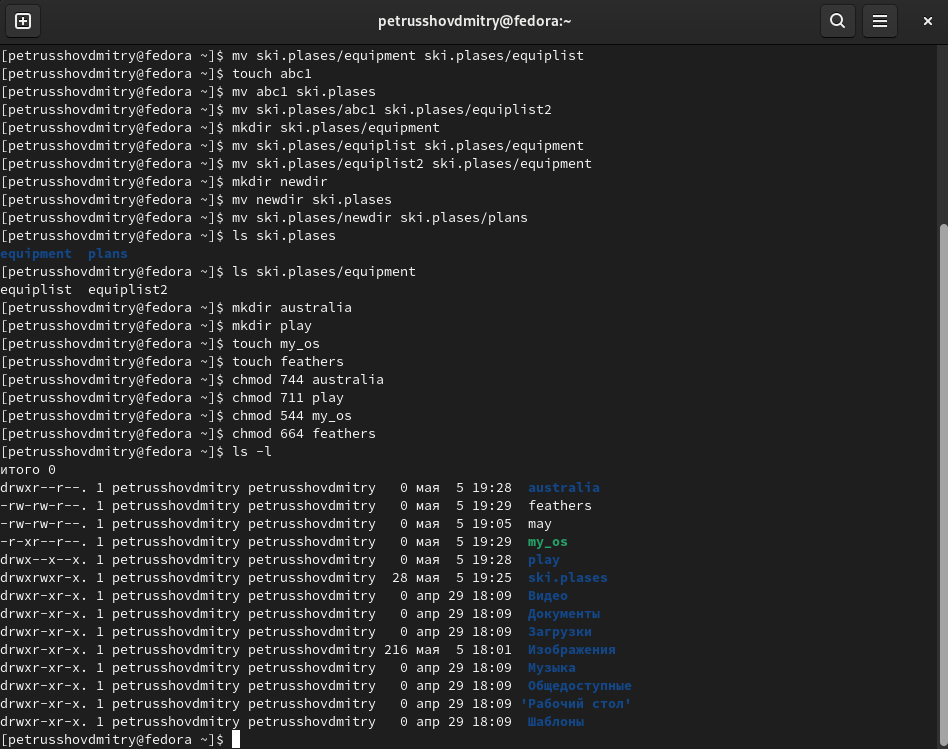 petrusshovdmitry@fedora:~
[petrusshovdmitry@fedora ~]$ mv ski.plases/equipment ski.plases/equiplist
[petrusshovdmitry@fedora ~]$ touch abc1
[petrusshovdmitry@fedora ~]$ mv abc1 ski.plases
[petrusshovdmitry@fedora ~]$ mv ski.plases/abc1 ski.plases/equiplist2
[petrusshovdmitry@fedora ~]$ mkdir ski.plases/equipment
[petrusshovdmitry@fedora ~]$ mv ski.plases/equiplist ski.plases/equipment
[petrusshovdmitry@fedora ~]$ mv ski.plases/equiplist2 ski.plases/equipment
[petrusshovdmitry@fedora ~]$ mkdir newdir
[petrusshovdmitry@fedora ~]$ mv newdir ski.plases
[petrusshovdmitry@fedora ~]$ mv ski.plases/newdir ski.plases/plans
[petrusshovdmitry@fedora ~]$ ls ski.plases
equipment  plans
[petrusshovdmitry@fedora ~]$ ls ski.plases/equipment
equiplist  equiplist2
[petrusshovdmitry@fedora ~]$ mkdir australia
[petrusshovdmitry@fedora ~]$ mkdir play
[petrusshovdmitry@fedora ~]$ touch my_os
[petrusshovdmitry@fedora ~]$ touch feathers
[petrusshovdmitry@fedora ~]$ chmod 744 australia
[petrusshovdmitry@fedora ~]$ chmod 711 play
[petrusshovdmitry@fedora ~]$ chmod 544 my_os
[petrusshovdmitry@fedora ~]$ chmod 664 feathers
[petrusshovdmitry@fedora ~]$ ls -l
итого 0
drwxr--r--. 1 petrusshovdmitry petrusshovdmitry   0 мая  5 19:28  australia
-rw-rw-r--. 1 petrusshovdmitry petrusshovdmitry   0 мая  5 19:29  feathers
-rw-rw-r--. 1 petrusshovdmitry petrusshovdmitry   0 мая  5 19:05  may
-r-xr--r--. 1 petrusshovdmitry petrusshovdmitry   0 мая  5 19:29  my_os
drwx--x--x. 1 petrusshovdmitry petrusshovdmitry   0 мая  5 19:28  play
drwxrwxr-x. 1 petrusshovdmitry petrusshovdmitry  28 мая  5 19:25  ski.plases
drwxr-xr-x. 1 petrusshovdmitry petrusshovdmitry   0 апр 29 18:09  Видео
drwxr-xr-x. 1 petrusshovdmitry petrusshovdmitry   0 апр 29 18:09  Документы
drwxr-xr-x. 1 petrusshovdmitry petrusshovdmitry   0 апр 29 18:09  Загрузки
drwxr-xr-x. 1 petrusshovdmitry petrusshovdmitry 216 мая  5 18:01  Изображения
drwxr-xr-x. 1 petrusshovdmitry petrusshovdmitry   0 апр 29 18:09  Музыка
drwxr-xr-x. 1 petrusshovdmitry petrusshovdmitry   0 апр 29 18:09  Общедоступные
drwxr-xr-x. 1 petrusshovdmitry petrusshovdmitry   0 апр 29 18:09 'Рабочий стол'
drwxr-xr-x. 1 petrusshovdmitry petrusshovdmitry   0 апр 29 18:09  Шаблоны
[petrusshovdmitry@fedora ~]$